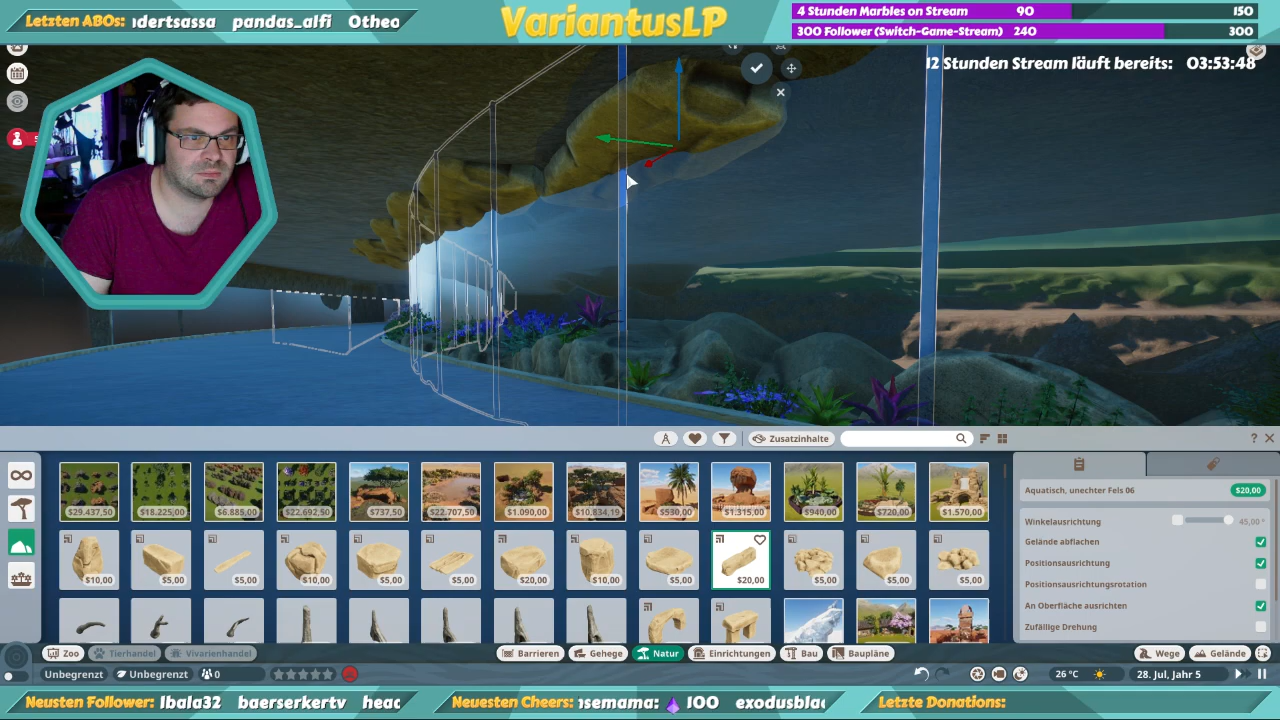 Letzten ABOs: ıdertsassa pandas_alfi Otheo
VariantusLP
4 Stunden Marbles on Stream 90 150
300 Follower (Switch-Game-Stream) 240 300
12 Stunden Stream läuft bereits: 03:53:48
Zusatzinhalte
? ×
$29.437,50 $18.225,00 $6.885,00 $22.692,50 $737,50 $22.707,50 $1.090,00 $10.834,19 $530,00 $1.315,00 $940,00 $720,00 $1.570,00
$10,00 $5,00 $5,00 $10,00 $5,00 $5,00 $20,00 $10,00 $5,00 $20,00 $5,00 $5,00 $5,00
Aquatisch, unechter Fels 06 $20,00
Winkelausrichtung 45,00°
Gelände abflachen
Positionsausrichtung
Positionsausrichtungsrotation
An Oberfläche ausrichten
Zufällige Drehung
Zoo Tierhandel Vivarienhandel Barrieren Gehege Natur Einrichtungen Bau Baupläne Wege Gelände
Unbegrenzt Unbegrenzt 0 26 °C 28. Jul, Jahr 5
Neusten Follower: lbala32 baerserkertv head
Neuesten Cheers: ısemama: 100 exodusblac
Letzte Donations: